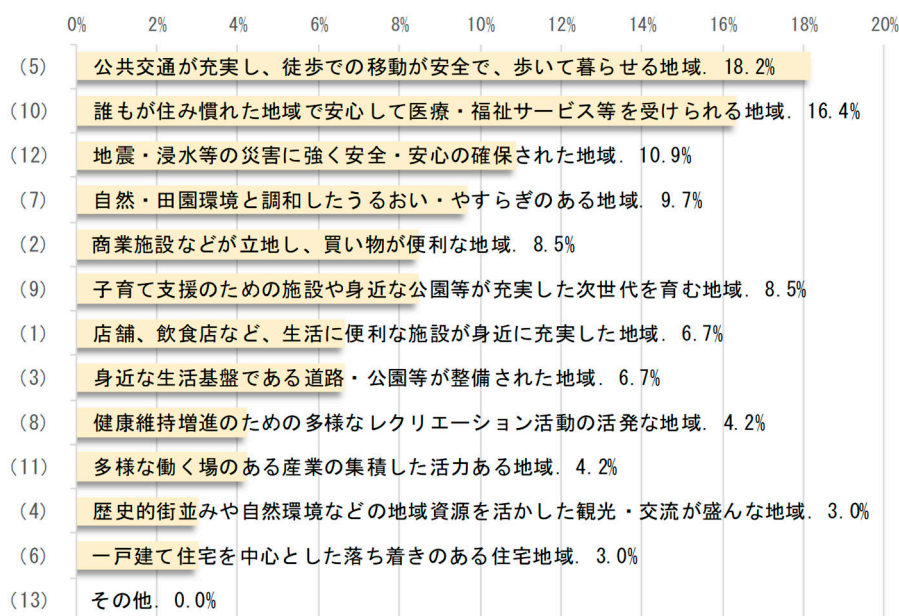 0% 2% 4% 6% 8% 10% 12% 14% 16% 18% 20%
(5) 公共交通が充実し、徒歩での移動が安全で、歩いて暮らせる地域. 18.2%
(10) 誰もが住み慣れた地域で安心して医療・福祉サービス等を受けられる地域. 16.4%
(12) 地震・浸水等の災害に強く安全・安心の確保された地域. 10.9%
(7) 自然・田園環境と調和したうるおい・やすらぎのある地域. 9.7%
(2) 商業施設などが立地し、買い物が便利な地域. 8.5%
(9) 子育て支援のための施設や身近な公園等が充実した次世代を育む地域. 8.5%
(1) 店舗、飲食店など、生活に便利な施設が身近に充実した地域. 6.7%
(3) 身近な生活基盤である道路・公園等が整備された地域. 6.7%
(8) 健康維持増進のための多様なレクリエーション活動の活発な地域. 4.2%
(11) 多様な働く場のある産業の集積した活力ある地域. 4.2%
(4) 歴史的街並みや自然環境などの地域資源を活かした観光・交流が盛んな地域. 3.0%
(6) 一戸建て住宅を中心とした落ち着きのある住宅地域. 3.0%
(13) その他. 0.0%